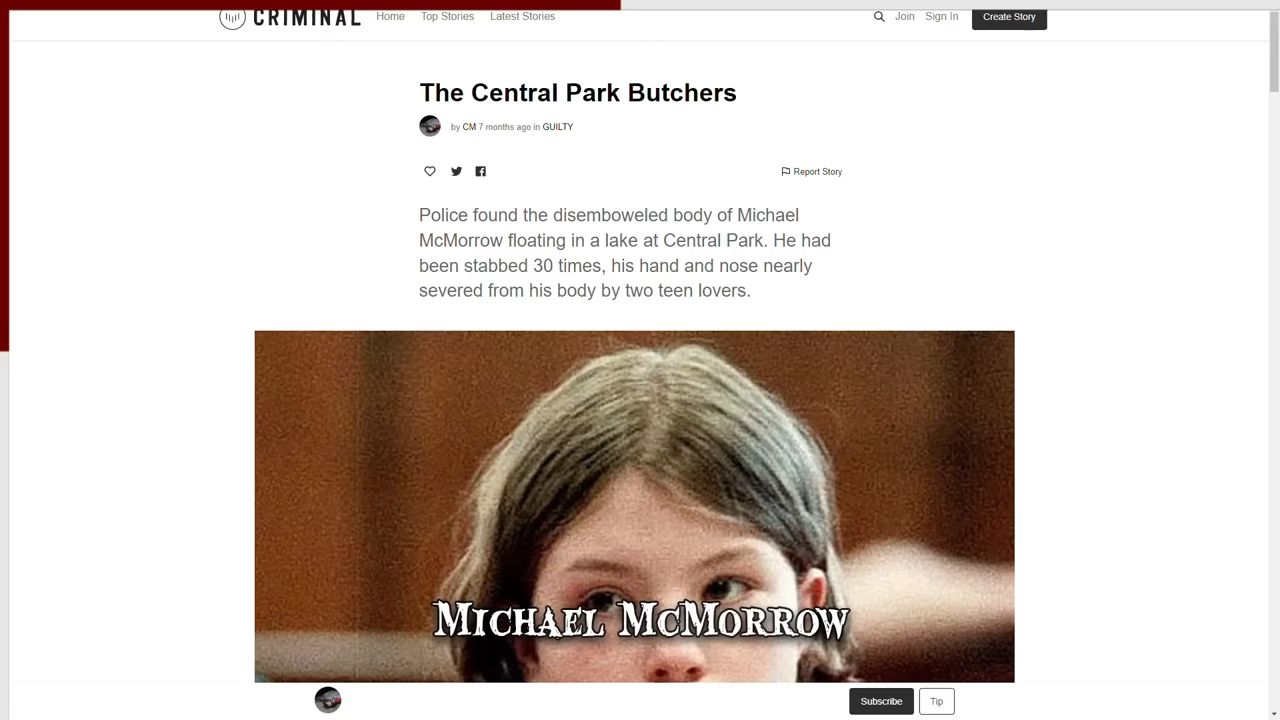 CRIMINAL Home Top Stories Latest Stories Join Sign In Create Story
The Central Park Butchers
by CM 7 months ago in GUILTY
Report Story
Police found the disemboweled body of Michael
McMorrow floating in a lake at Central Park. He had
been stabbed 30 times, his hand and nose nearly
severed from his body by two teen lovers.
Michael McMorrow
Subscribe Tip